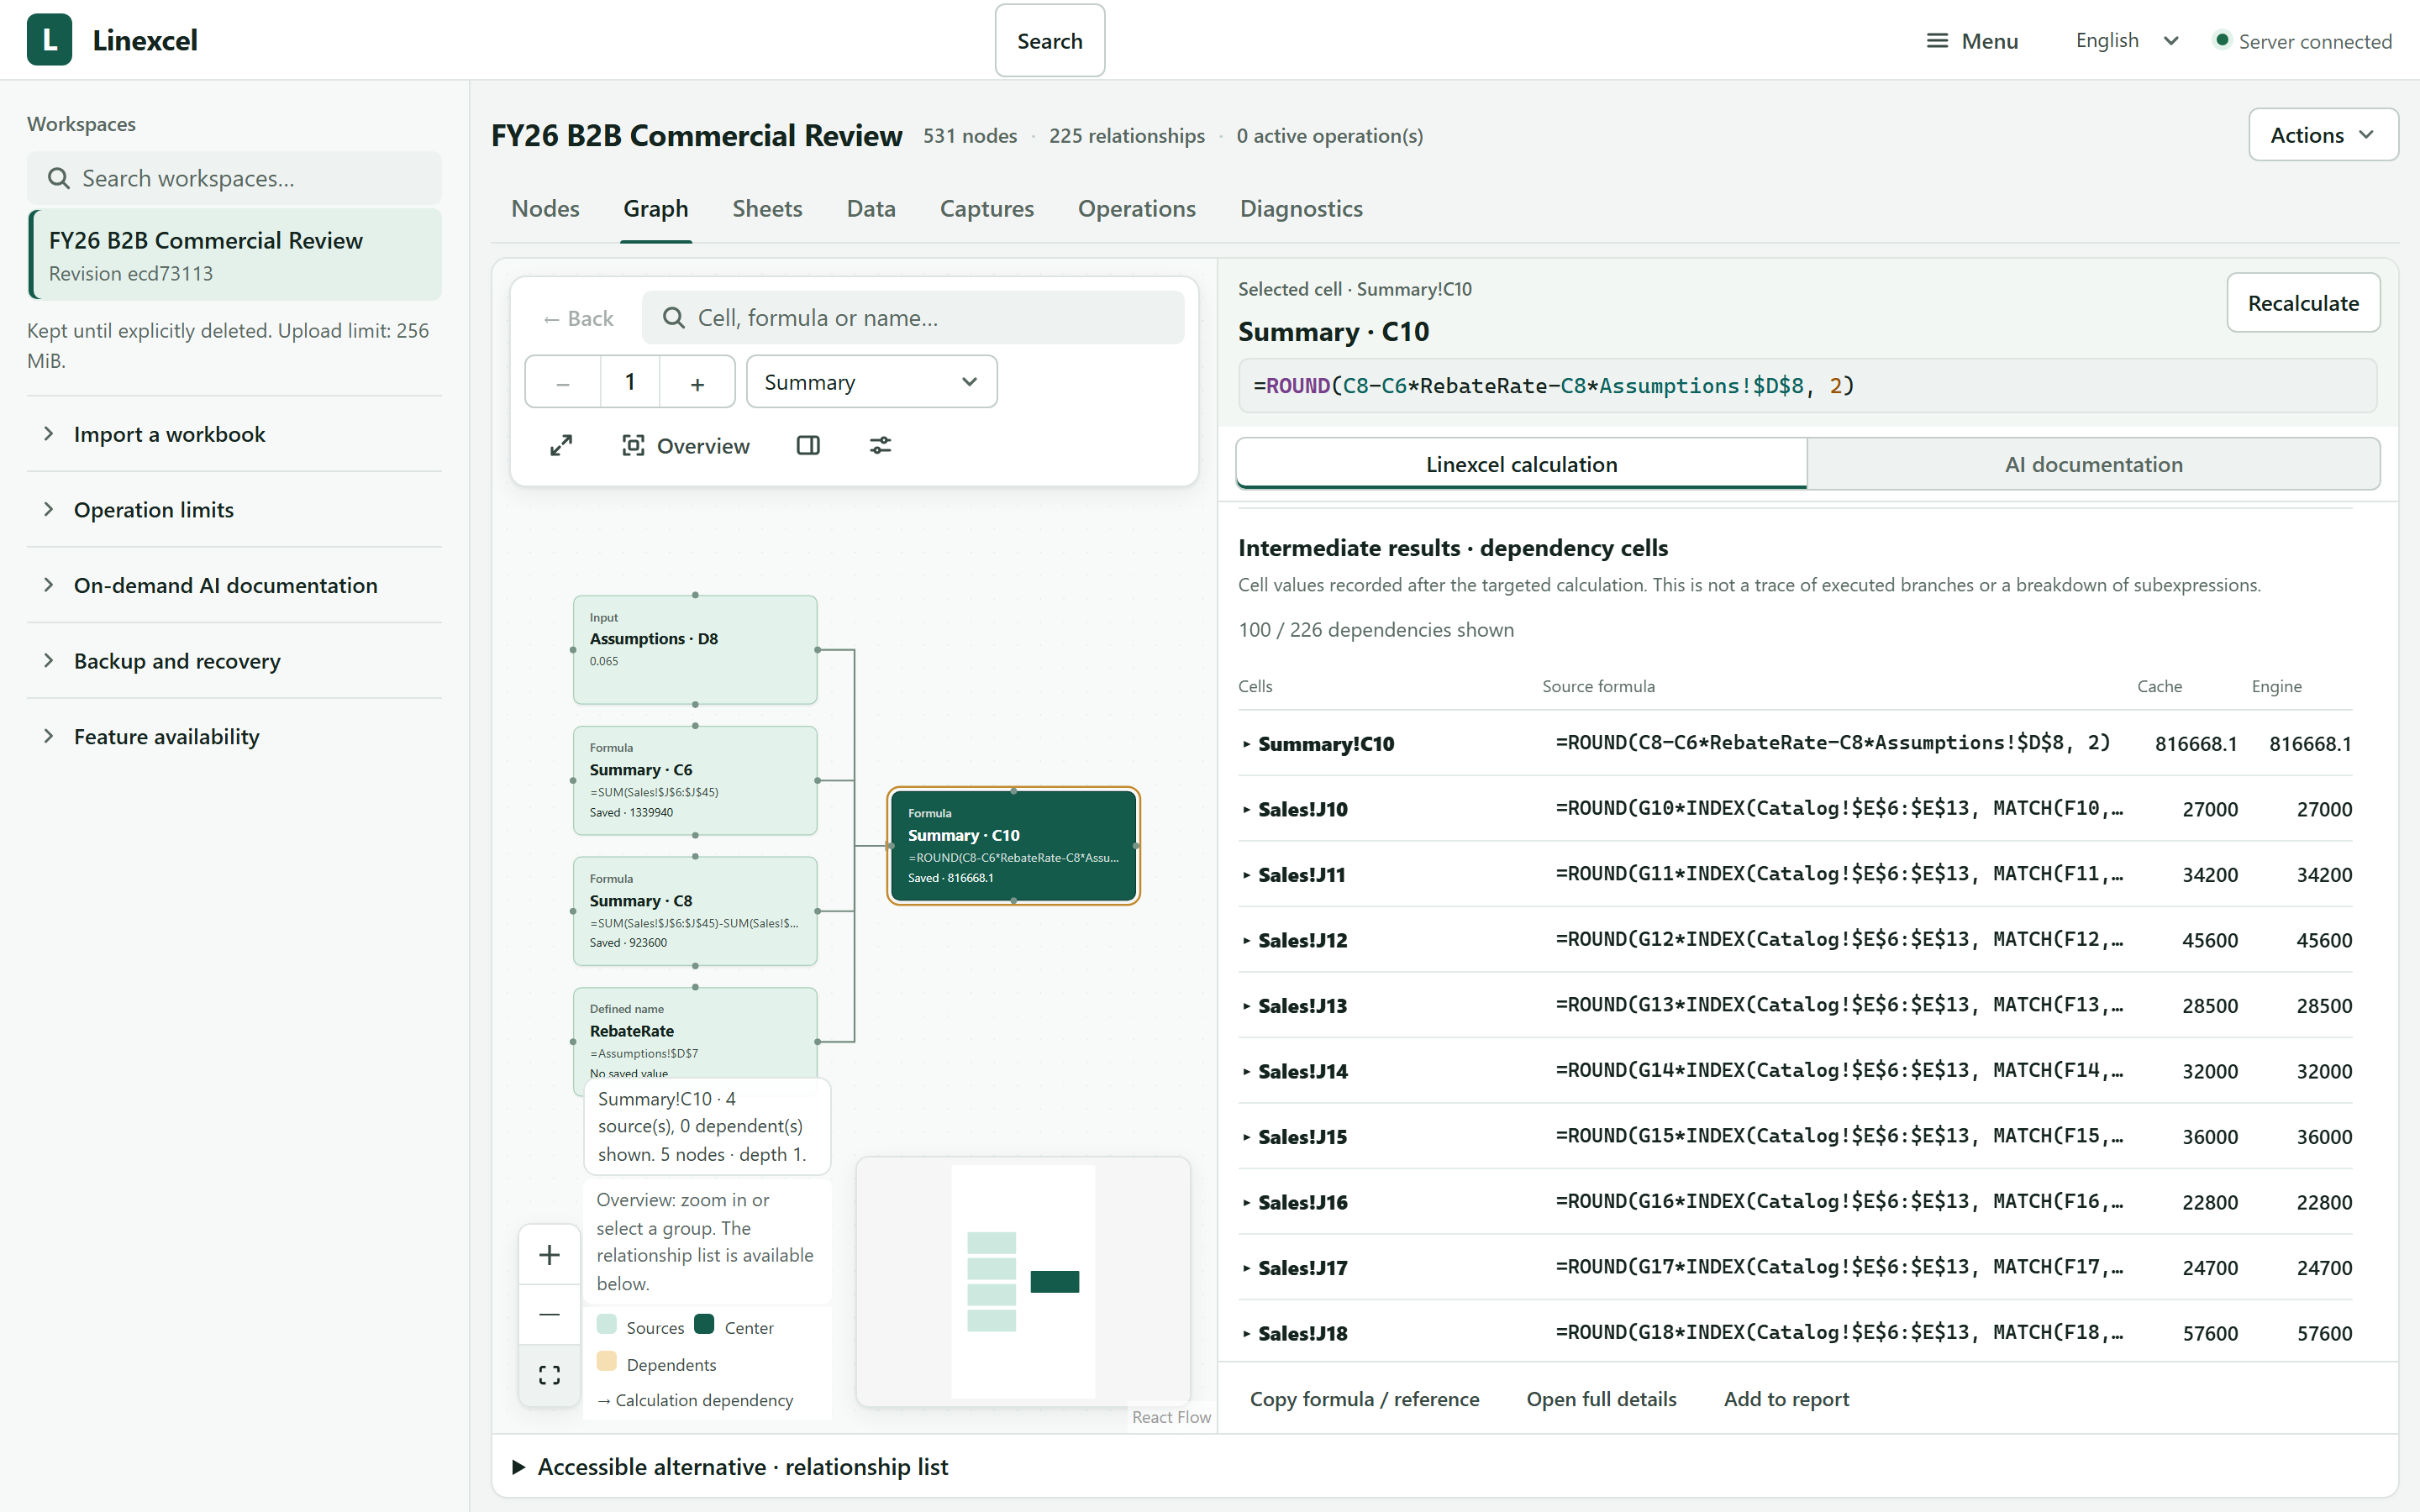 L Linexcel
Search
Menu
English
Server connected
Workspaces
Search workspaces...
FY26 B2B Commercial Review
Revision ecd73113
Kept until explicitly deleted. Upload limit: 256
MiB.
Import a workbook
Operation limits
On-demand AI documentation
Backup and recovery
Feature availability
FY26 B2B Commercial Review 531 nodes · 225 relationships · 0 active operation(s)
Actions
Nodes Graph Sheets Data Captures Operations Diagnostics
← Back
Cell, formula or name...
− 1 +
Summary
Overview
Input
Assumptions · D8
0.065
Formula
Summary · C6
=SUM(Sales!$J$6:$J$45)
Saved · 1339940
Formula
Summary · C8
=SUM(Sales!$J$6:$J$45)-SUM(Sales!$...
Saved · 923600
Defined name
RebateRate
=Assumptions!$D$7
No saved value
Formula
Summary · C10
=ROUND(C8-C6*RebateRate-C8*Assu...
Saved · 816668.1
Summary!C10 · 4
source(s), 0 dependent(s)
shown. 5 nodes · depth 1.
Overview: zoom in or
select a group. The
relationship list is available
below.
Sources Center
Dependents
→ Calculation dependency
React Flow
Selected cell · Summary!C10
Summary · C10
Recalculate
=ROUND(C8-C6*RebateRate-C8*Assumptions!$D$8, 2)
Linexcel calculation
AI documentation
Intermediate results · dependency cells
Cell values recorded after the targeted calculation. This is not a trace of executed branches or a breakdown of subexpressions.
100 / 226 dependencies shown
Cells Source formula Cache Engine
Summary!C10 =ROUND(C8-C6*RebateRate-C8*Assumptions!$D$8, 2) 816668.1 816668.1
Sales!J10 =ROUND(G10*INDEX(Catalog!$E$6:$E$13, MATCH(F10,… 27000 27000
Sales!J11 =ROUND(G11*INDEX(Catalog!$E$6:$E$13, MATCH(F11,… 34200 34200
Sales!J12 =ROUND(G12*INDEX(Catalog!$E$6:$E$13, MATCH(F12,… 45600 45600
Sales!J13 =ROUND(G13*INDEX(Catalog!$E$6:$E$13, MATCH(F13,… 28500 28500
Sales!J14 =ROUND(G14*INDEX(Catalog!$E$6:$E$13, MATCH(F14,… 32000 32000
Sales!J15 =ROUND(G15*INDEX(Catalog!$E$6:$E$13, MATCH(F15,… 36000 36000
Sales!J16 =ROUND(G16*INDEX(Catalog!$E$6:$E$13, MATCH(F16,… 22800 22800
Sales!J17 =ROUND(G17*INDEX(Catalog!$E$6:$E$13, MATCH(F17,… 24700 24700
Sales!J18 =ROUND(G18*INDEX(Catalog!$E$6:$E$13, MATCH(F18,… 57600 57600
Copy formula / reference
Open full details
Add to report
Accessible alternative · relationship list